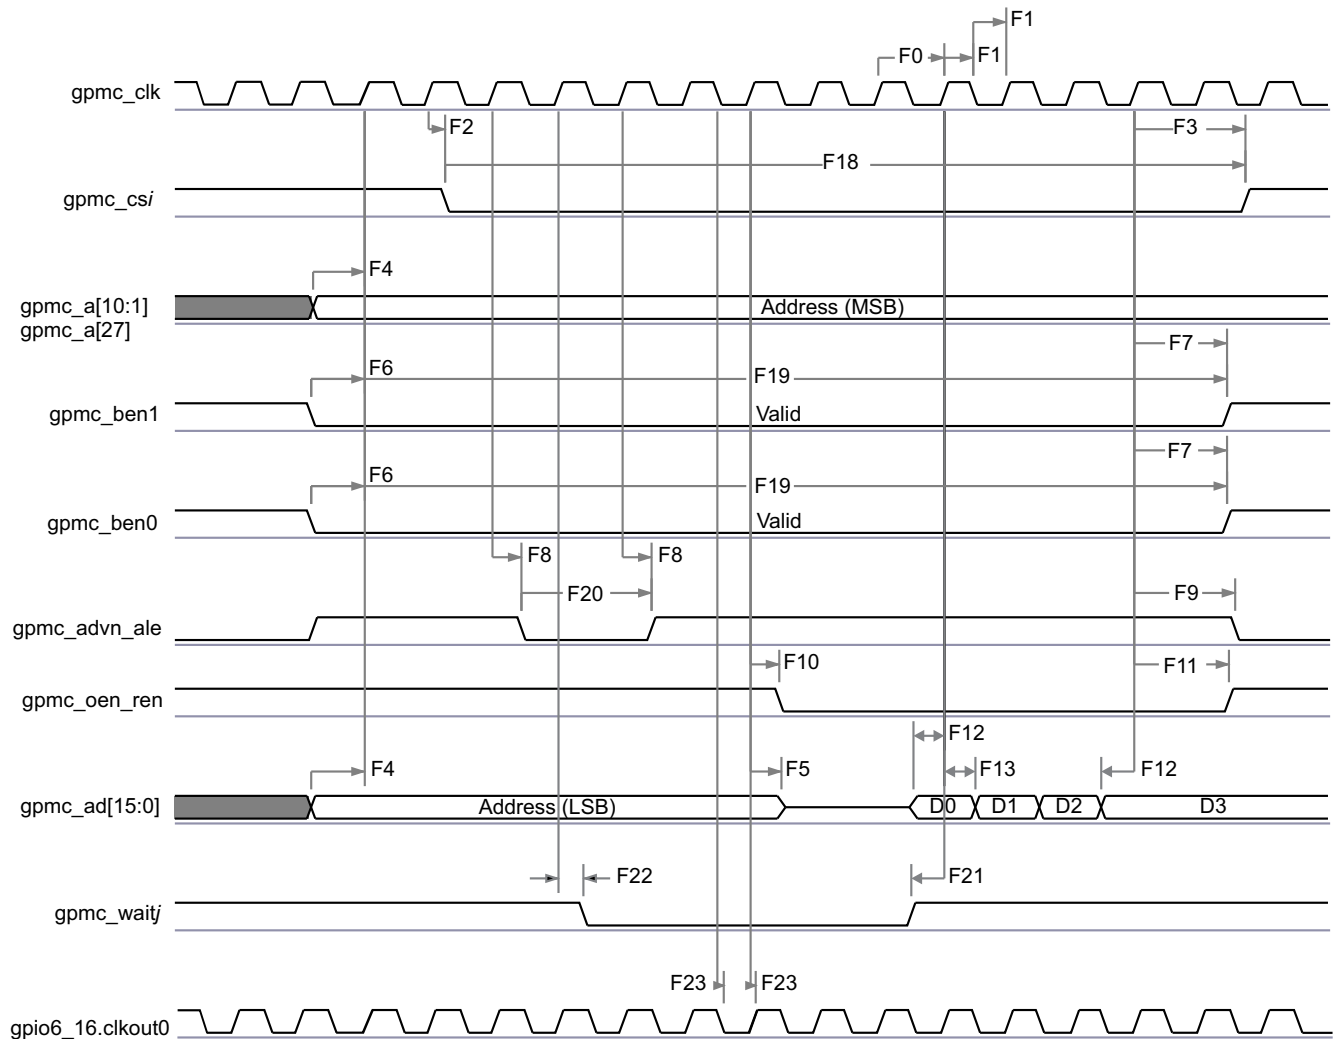 F1
F0 F1
gpmc_clk
F2 F3
F18
gpmc_csi
F4
gpmc_a[10:1] Address (MSB)
gpmc_a[27]
F7
F6 F19
gpmc_ben1 Valid
F7
F6 F19
gpmc_ben0 Valid
F8 F8
F20 F9
gpmc_advn_ale
F10 F11
gpmc_oen_ren
F12
F4 F5 F13 F12
gpmc_ad[15:0] Address (LSB) D0 D1 D2 D3
F22 F21
gpmc_waitj
F23 F23
gpio6_16.clkout0